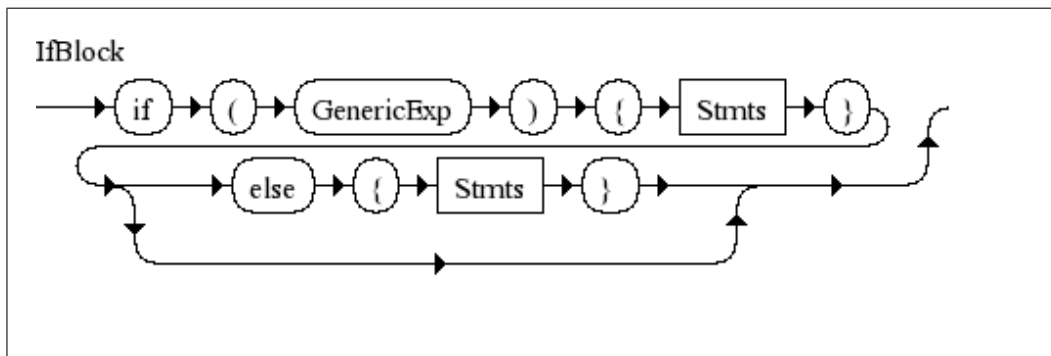 IfBlock
if ( GenericExp ) { Stmts }
else { Stmts }